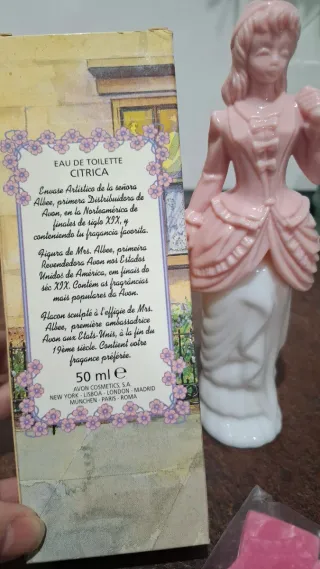 EAU DE TOILETTE
CITRICA
Envase Artístico de la señora
Albee, primera Distribuidora de
Avon, en la Norteamérica de
finales de siglo XIX, y
conteniendo tu fragancia favorita.
Figura de Mrs. Albee, primeira
Revendedora Avon nos Estados
Unidos de América, em finais do
séc XIX. Contém as fragrâncias
mais populares da Avon.
Flacon sculpté à l'effigie de Mrs.
Albee, première ambassadrice
Avon aux Etats-Unis, à la fin du
19ème siècle. Contient votre
fragance préférée.
50 ml ℮
AVON COSMETICS, S.A.
NEW YORK - LISBOA - LONDON - MADRID
MÜNCHEN - PARIS - ROMA